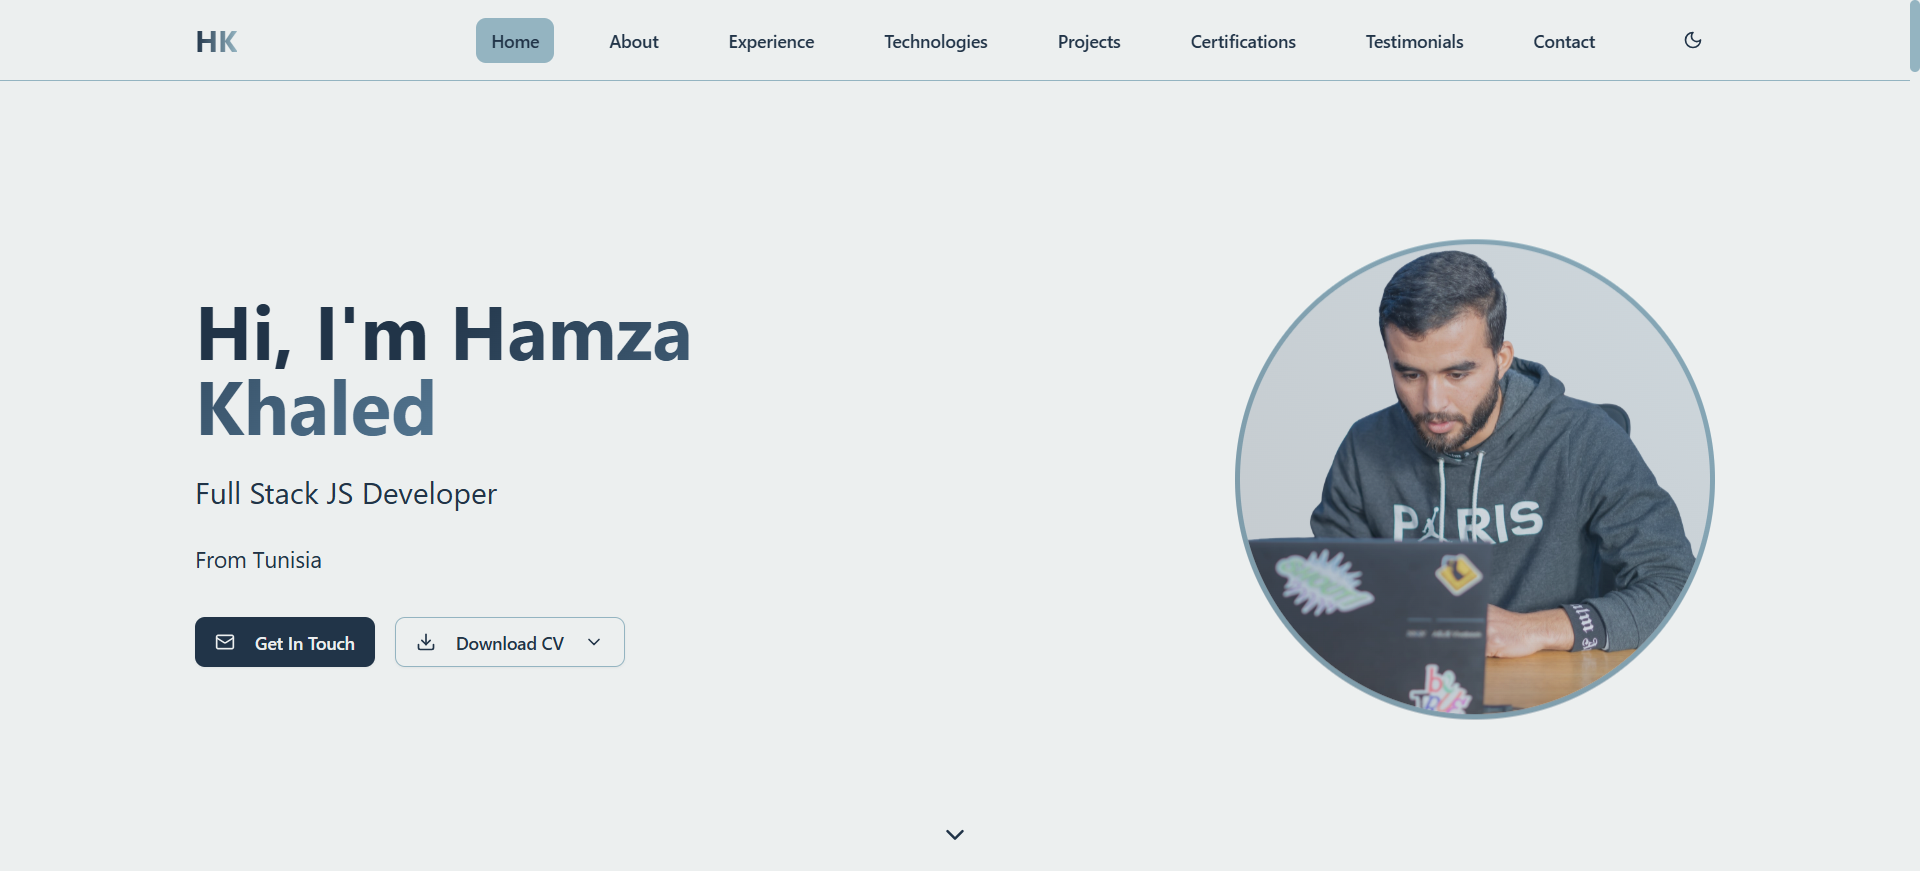 HK
Home
About
Experience
Technologies
Projects
Certifications
Testimonials
Contact
Hi, I'm Hamza
Khaled
Full Stack JS Developer
From Tunisia
Get In Touch
Download CV
PARIS